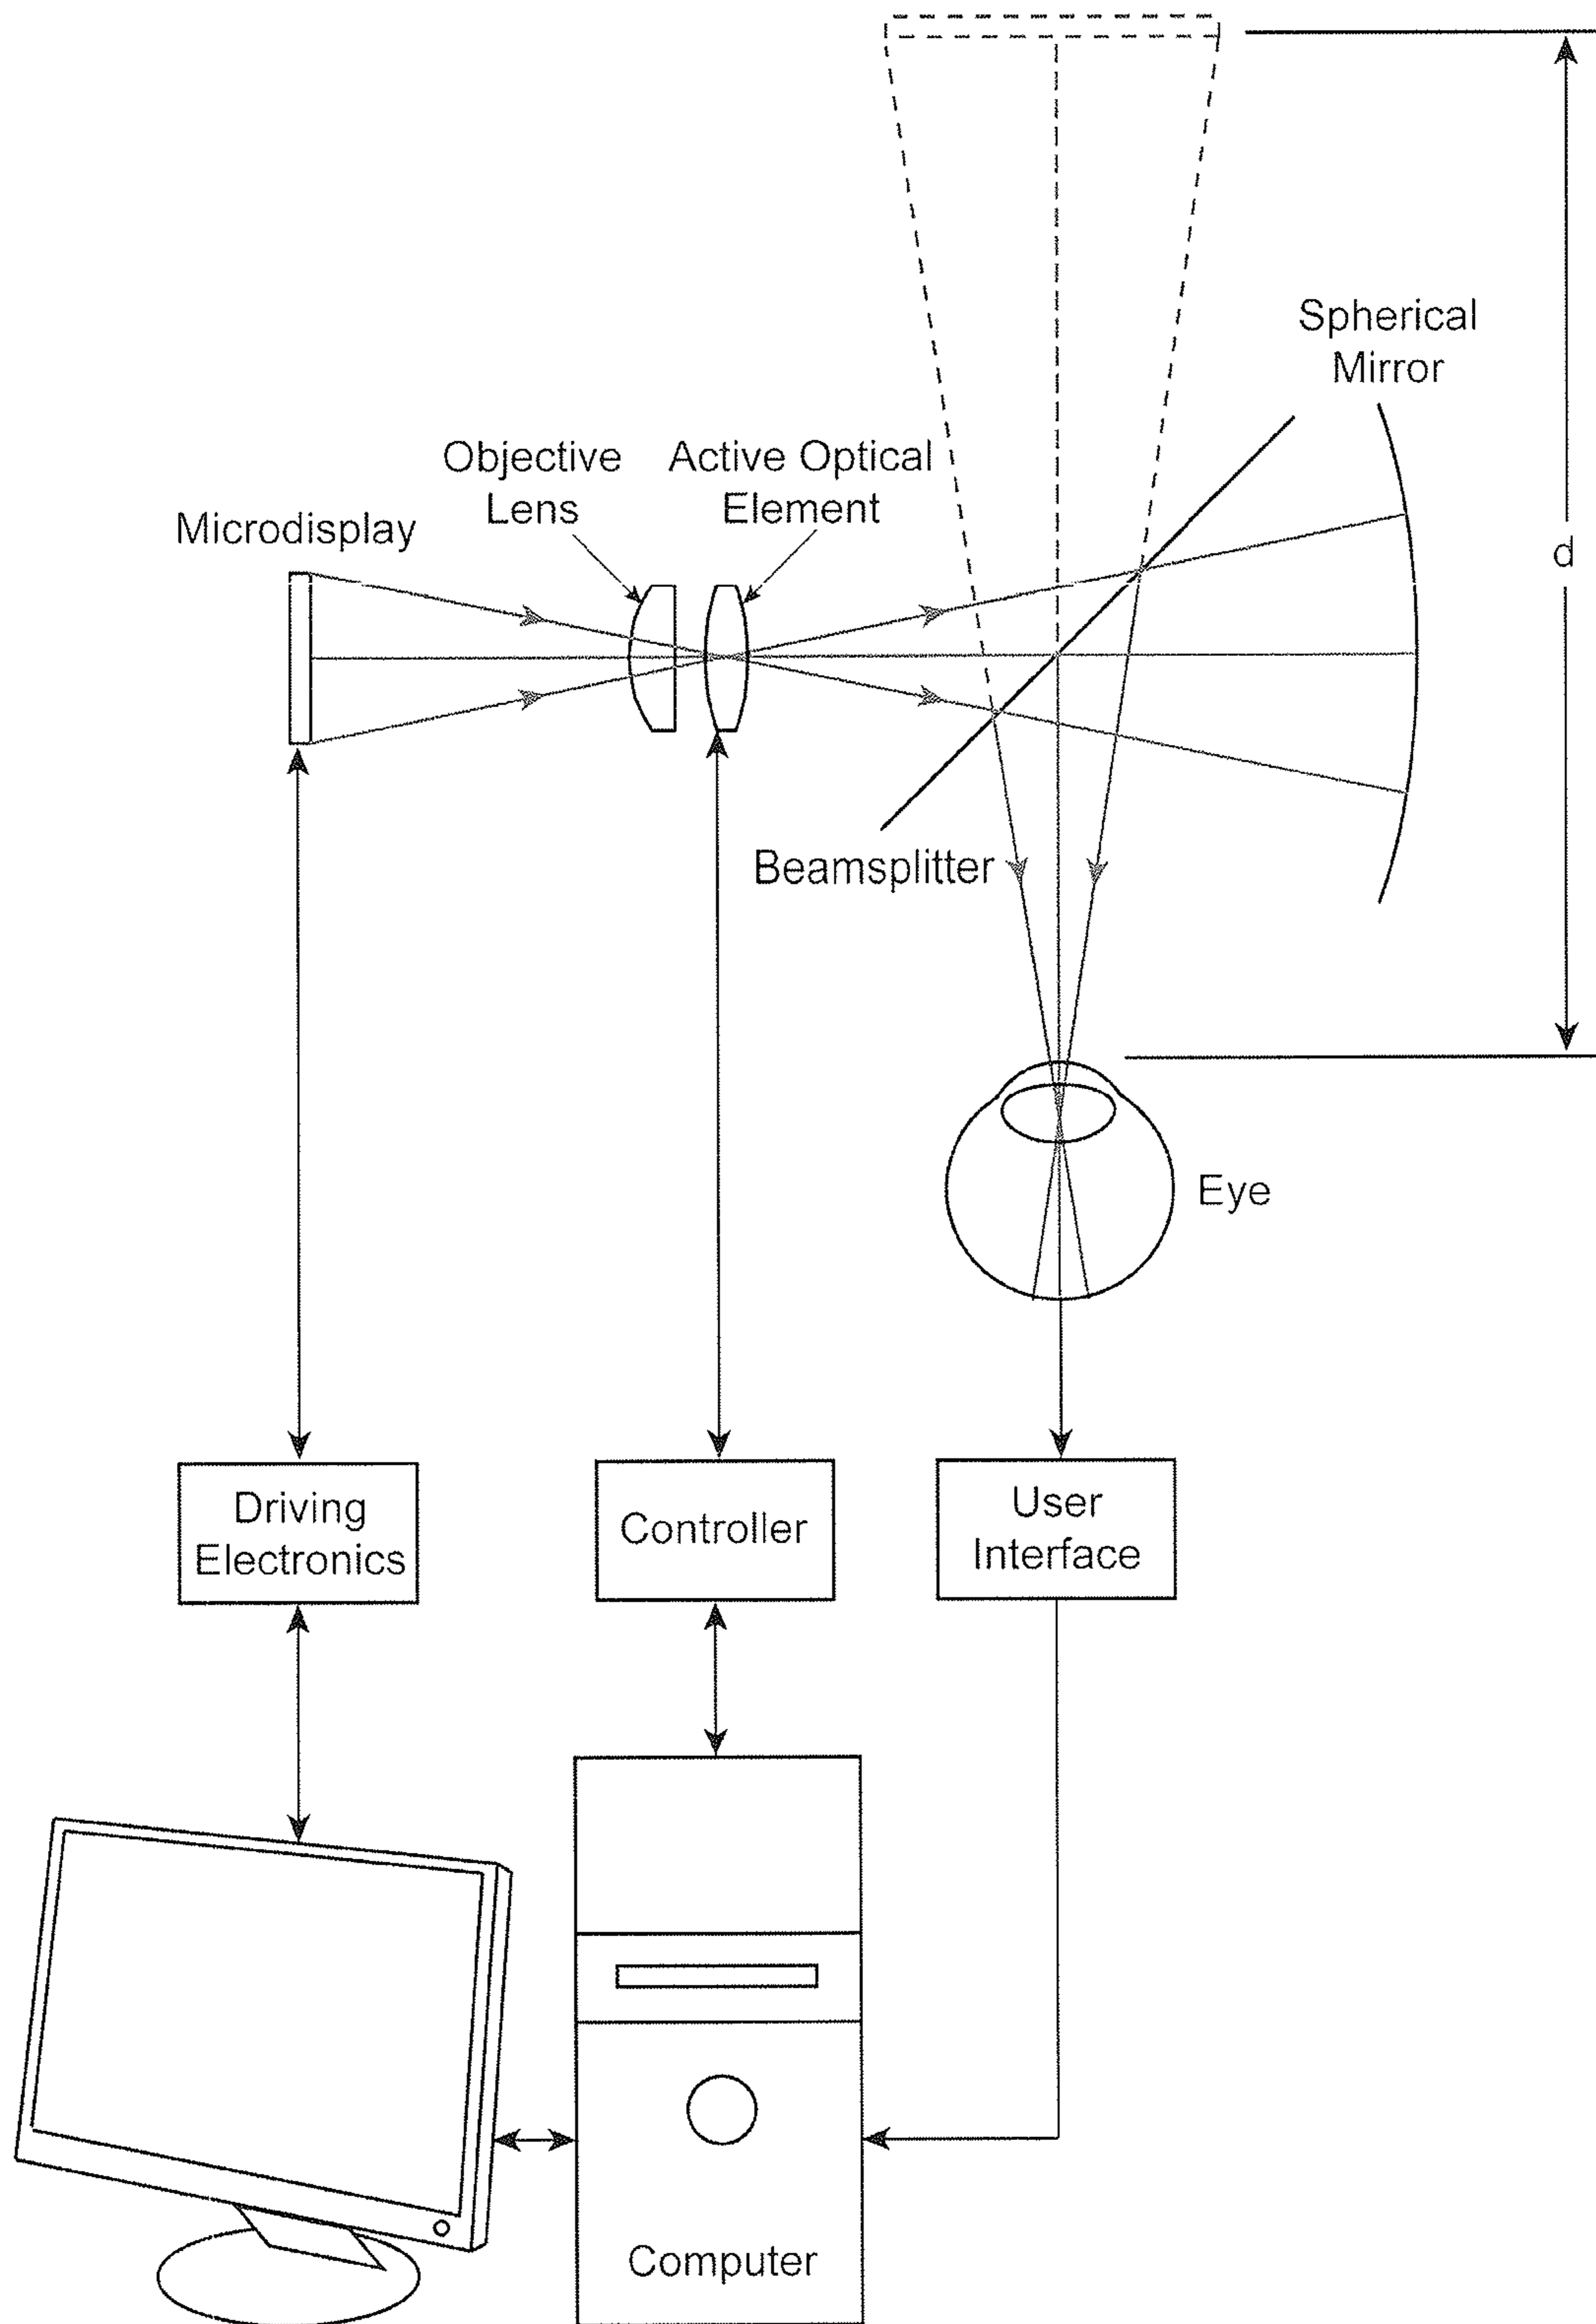 Spherical
Mirror
Objective
Lens
Active Optical
Element
Microdisplay
d
Beamsplitter
Eye
Driving
Electronics
Controller
User
Interface
Computer